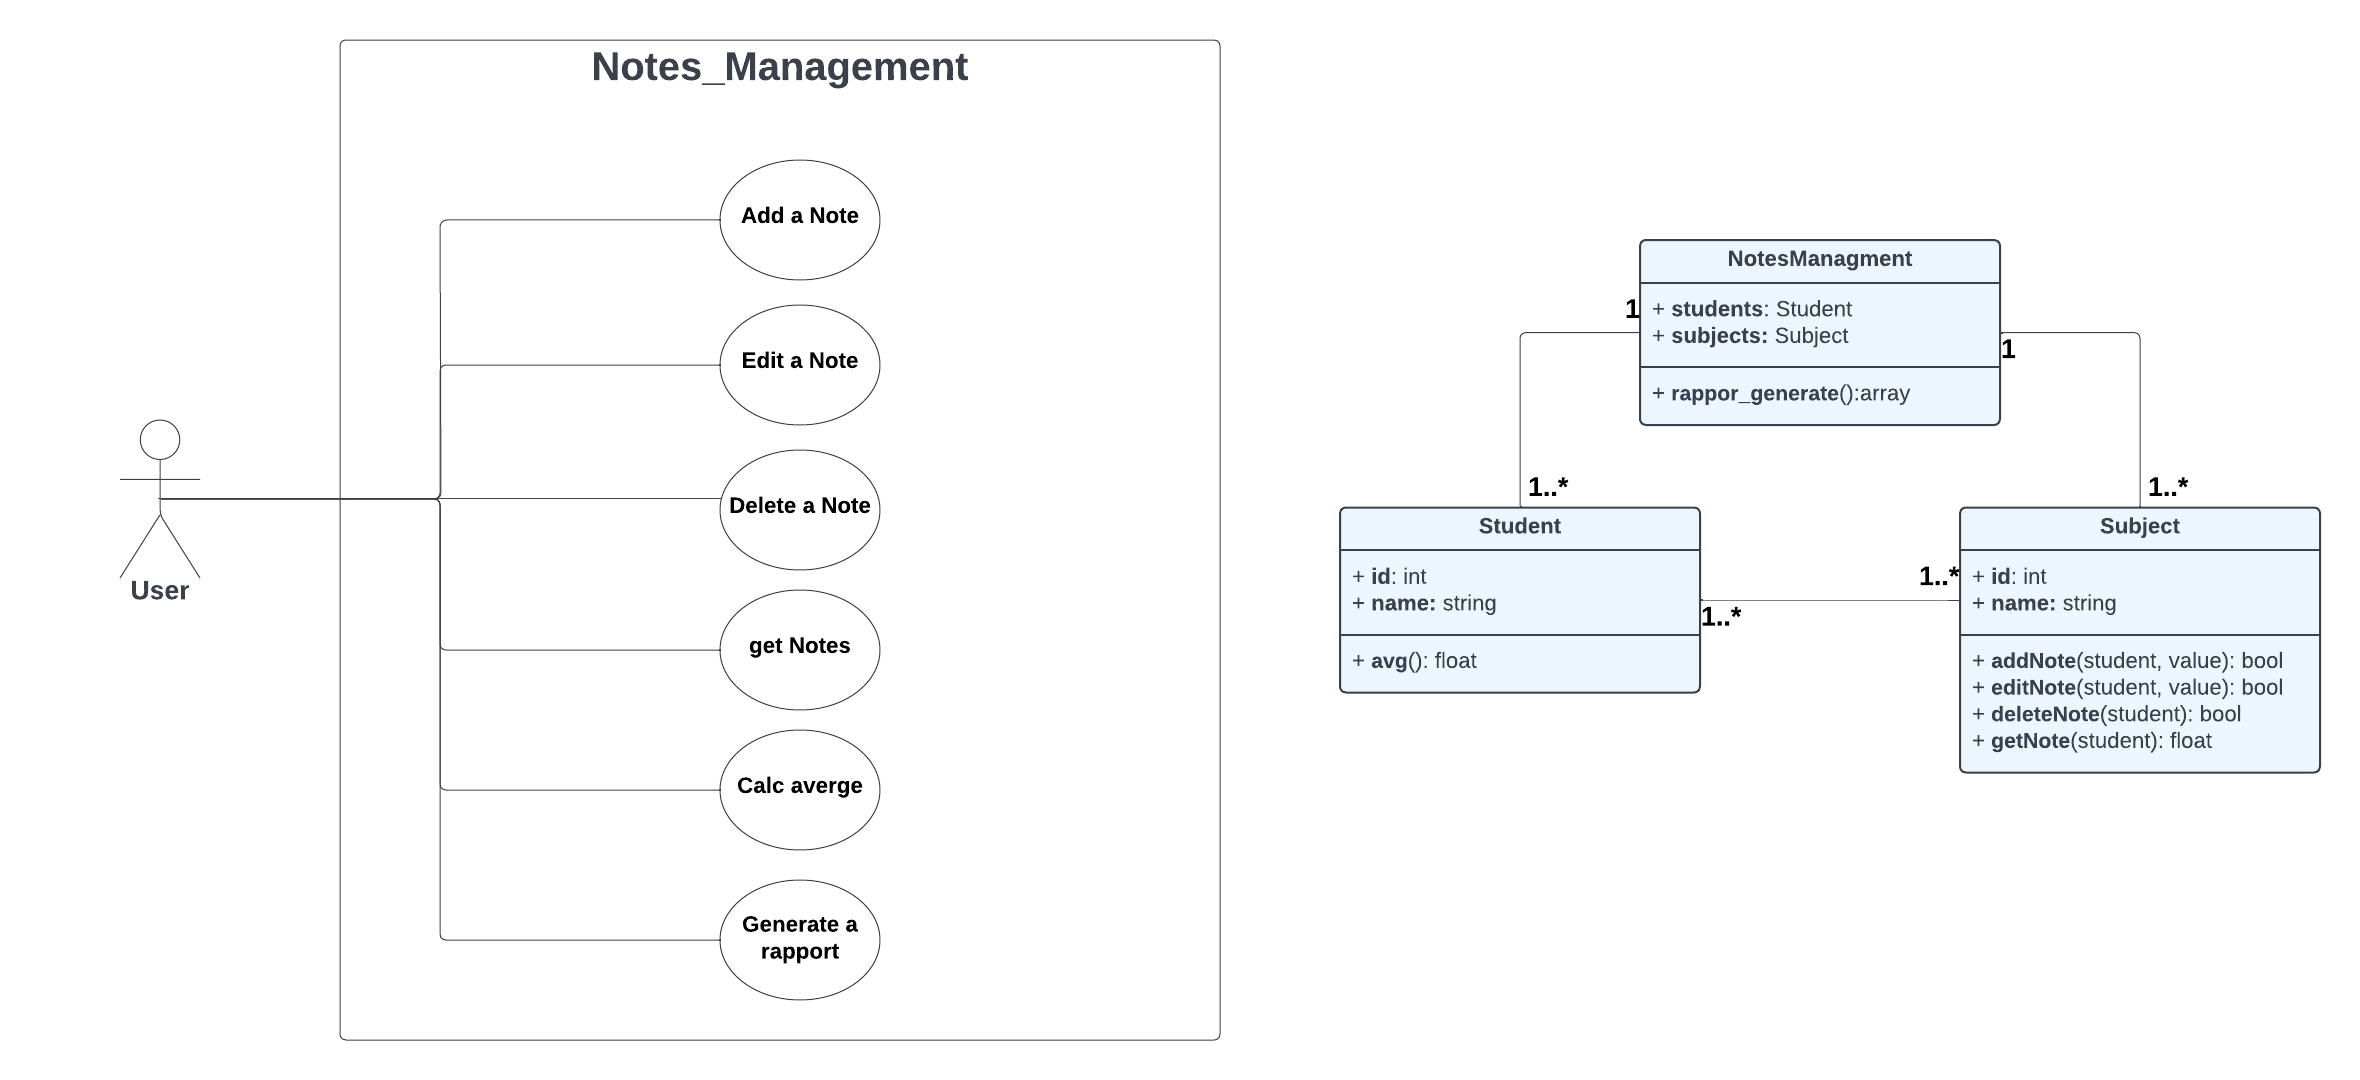 Notes_Management
Add a Note
Edit a Note
Delete a Note
get Notes
Calc averge
Generate a
rapport
User
NotesManagment
+ students: Student
+ subjects: Subject
+ rappor_generate():array
1
1
1..*
1..*
Student
+ id: int
+ name: string
+ avg(): float
1..*
1..*
Subject
+ id: int
+ name: string
+ addNote(student, value): bool
+ editNote(student, value): bool
+ deleteNote(student): bool
+ getNote(student): float